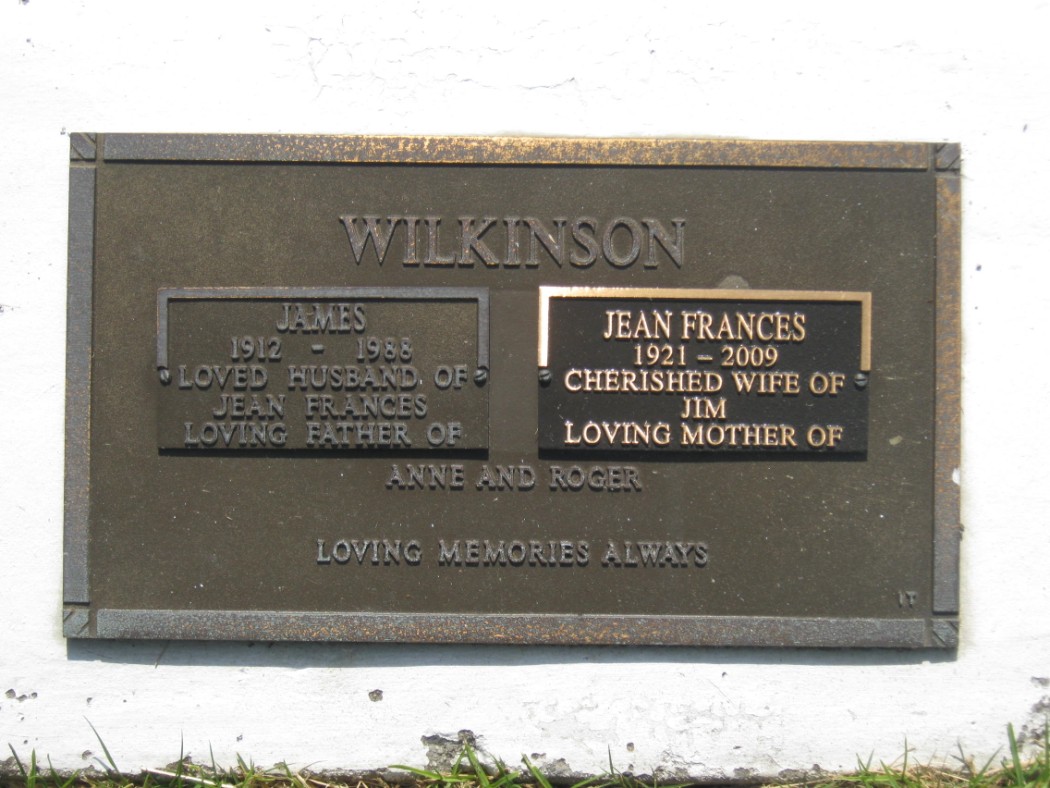 WILKINSON
JAMES
1912 - 1988
LOVED HUSBAND OF
JEAN FRANCES
LOVING FATHER OF
JEAN FRANCES
1921 – 2009
CHERISHED WIFE OF
JIM
LOVING MOTHER OF
ANNE AND ROGER
LOVING MEMORIES ALWAYS